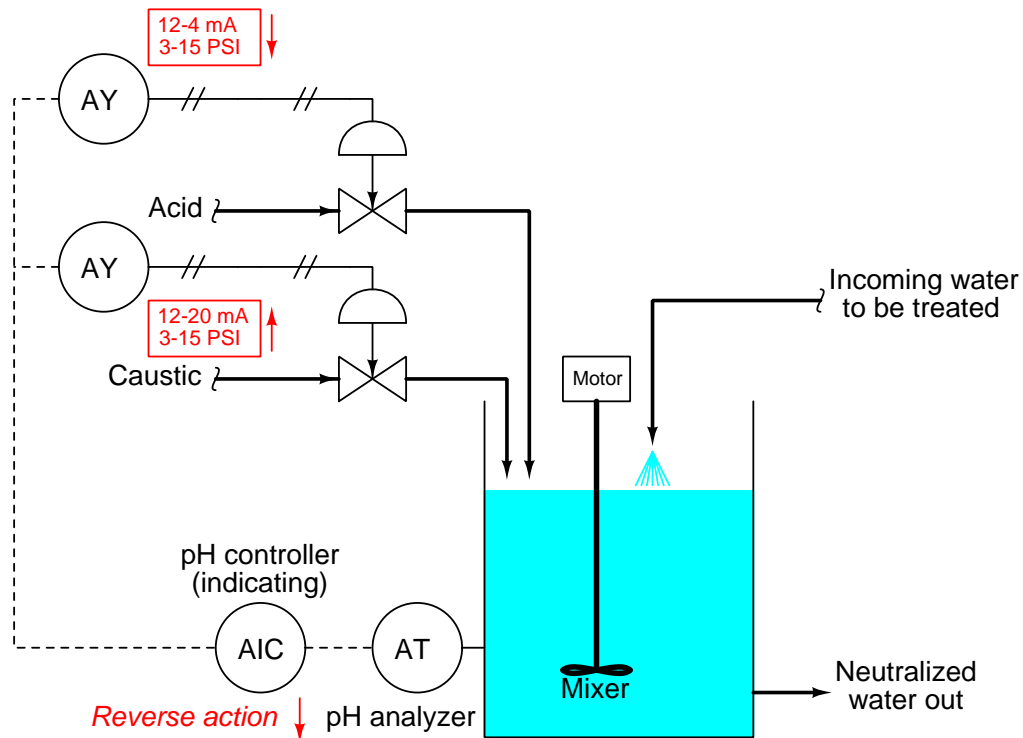 12-4 mA
3-15 PSI
AY
Acid
AY
12-20 mA
3-15 PSI
Caustic
Incoming water
to be treated
Motor
pH controller
(indicating)
AIC
AT
Mixer
Reverse action
pH analyzer
Neutralized
water out